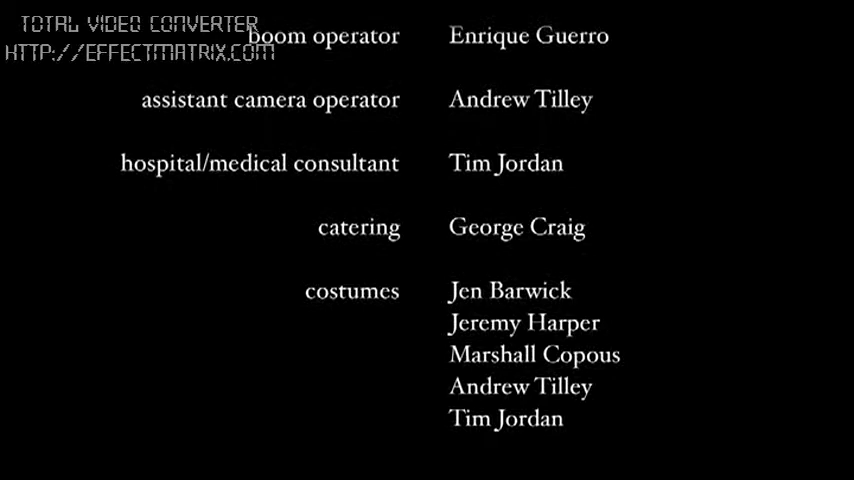 TOTAL VIDEO CONVERTER
HTTP://EFFECTMATRIX.COM
boom operator Enrique Guerro
assistant camera operator Andrew Tilley
hospital/medical consultant Tim Jordan
catering George Craig
costumes Jen Barwick
Jeremy Harper
Marshall Copous
Andrew Tilley
Tim Jordan